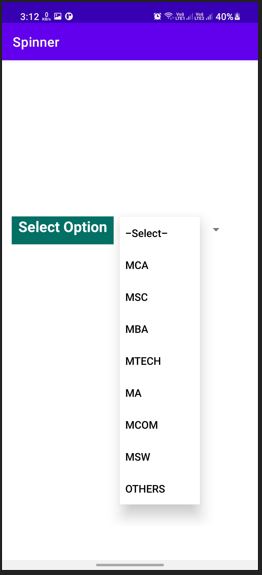 3:12
40%
Spinner
Select Option
–Select–
MCA
MSC
MBA
MTECH
MA
MCOM
MSW
OTHERS